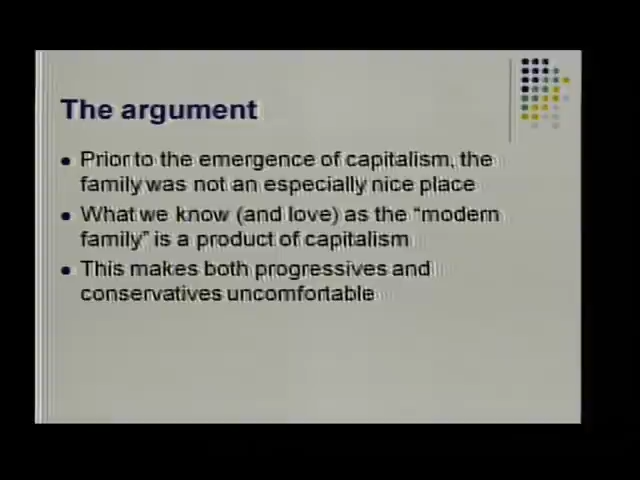 The argument
Prior to the emergence of capitalism, the
family was not an especially nice place
What we know (and love) as the "modern
family" is a product of capitalism
This makes both progressives and
conservatives uncomfortable